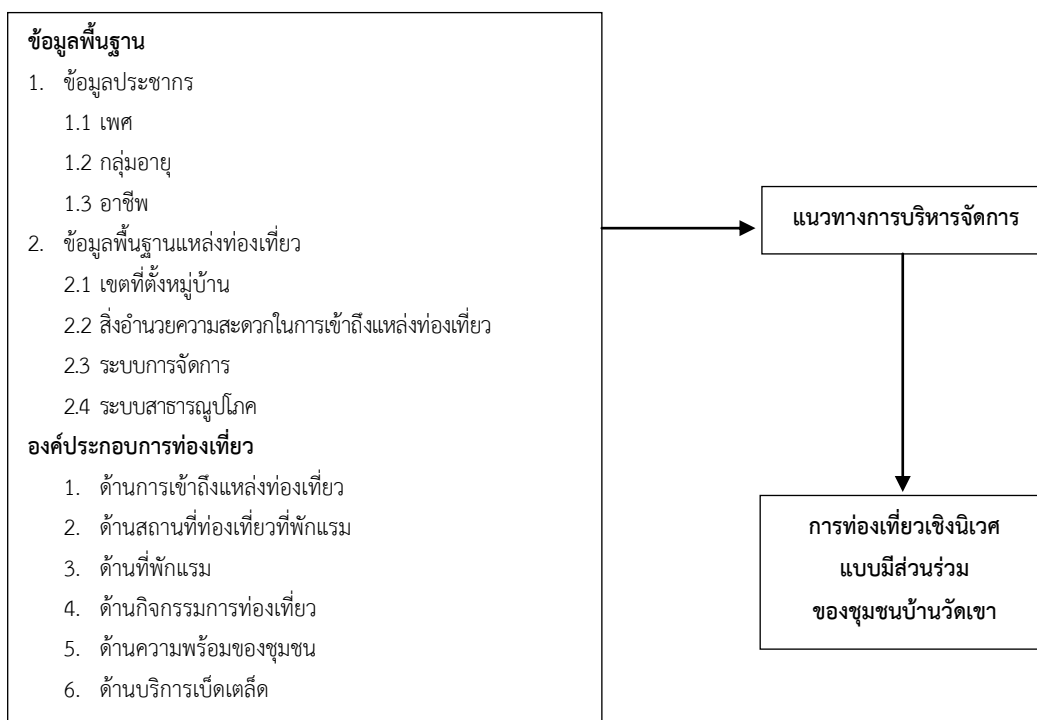 ข้อมูลพื้นฐาน
1. ข้อมูลประชากร
1.1 เพศ
1.2 กลุ่มอายุ
1.3 อาชีพ
2. ข้อมูลพื้นฐานแหล่งท่องเที่ยว
2.1 เขตที่ตั้งหมู่บ้าน
2.2 สิ่งอำนวยความสะดวกในการเข้าถึงแหล่งท่องเที่ยว
2.3 ระบบการจัดการ
2.4 ระบบสาธารณูปโภค
องค์ประกอบการท่องเที่ยว
1. ด้านการเข้าถึงแหล่งท่องเที่ยว
2. ด้านสถานที่ท่องเที่ยวที่พักแรม
3. ด้านที่พักแรม
4. ด้านกิจกรรมการท่องเที่ยว
5. ด้านความพร้อมของชุมชน
6. ด้านบริการเบ็ดเตล็ด
แนวทางการบริหารจัดการ
การท่องเที่ยวเชิงนิเวศ
แบบมีส่วนร่วม
ของชุมชนบ้านวัดเขา